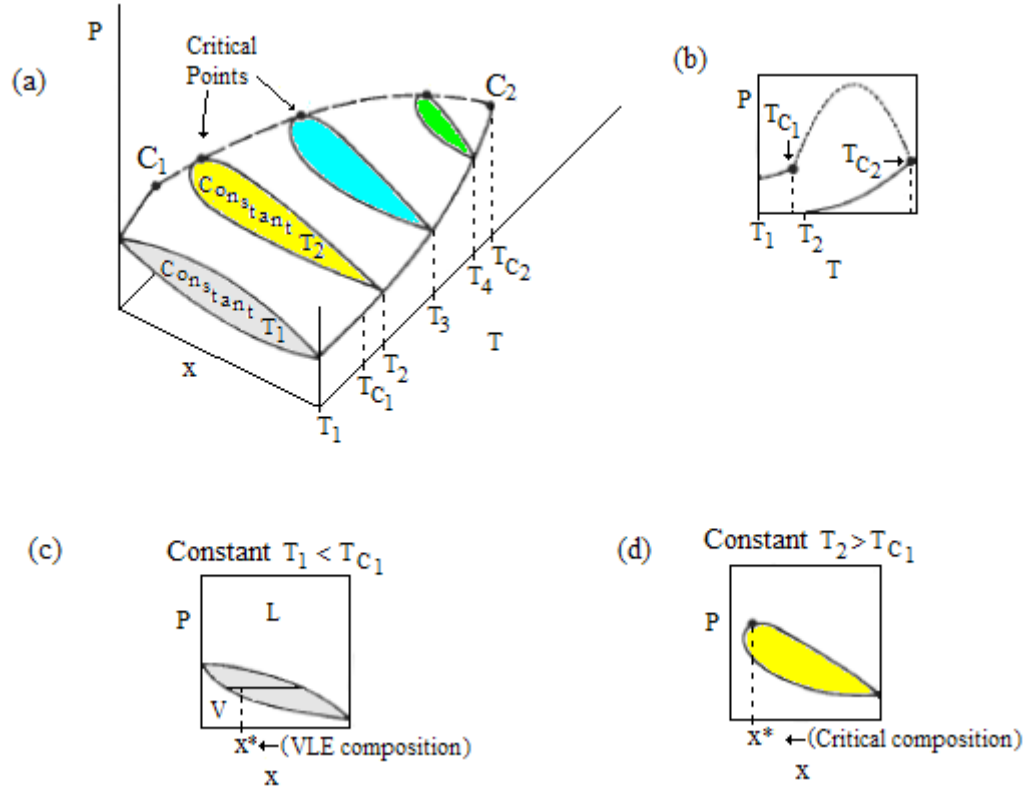 (a)
P
Critical
Points
C1
C2
Constant T2
Constant T1
x
T1
TC1
T2
T3
T4
TC2
T
(b)
P
TC1
TC2
T1
T2
T
(c)
Constant T1 < TC1
P
L
V
x* ←(VLE composition)
x
(d)
Constant T2 > TC1
P
x* ←(Critical composition)
x